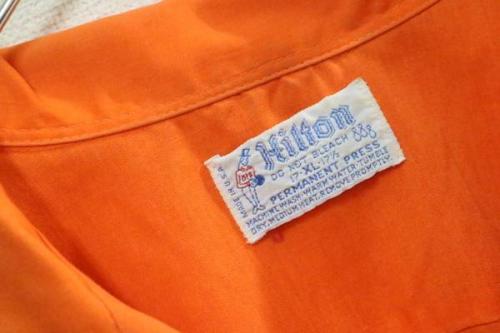 Hilton
DO NOT BLEACH
17-XL-17½
PERMANENT PRESS
MACHINE WASH, WARM WATER, TUMBLE
DRY, MEDIUM HEAT, REMOVE PROMPTLY.
MADE IN U.S.A.